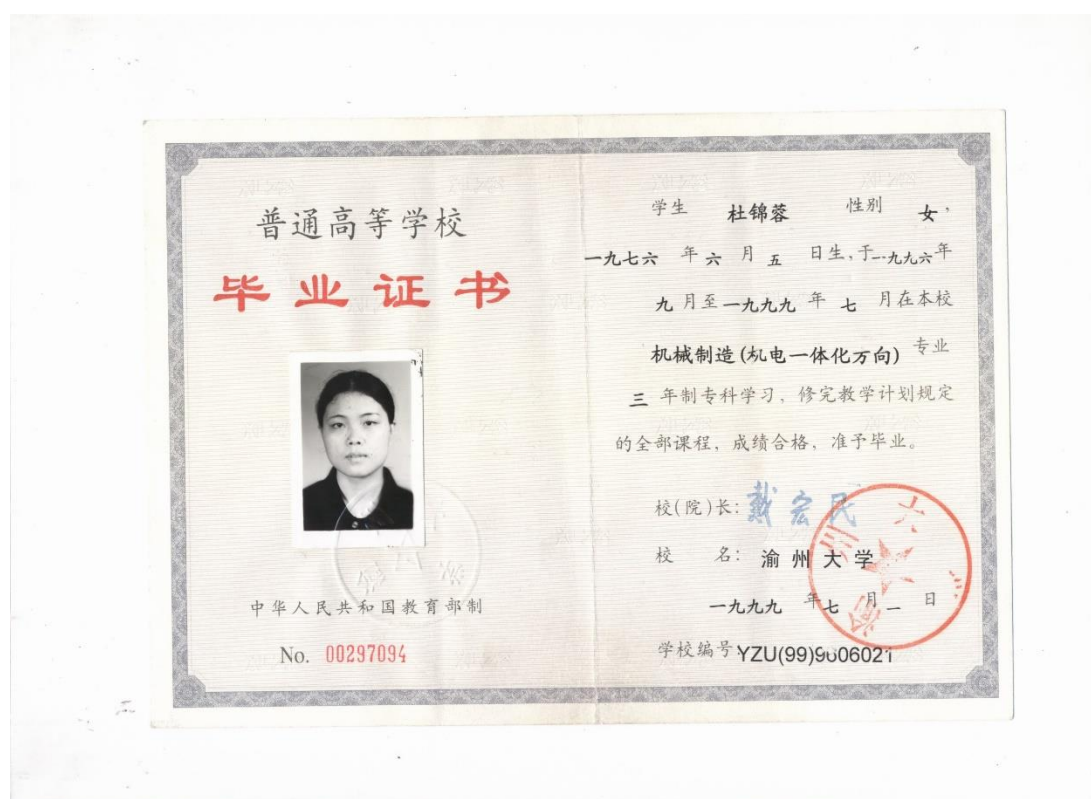 普通高等学校
毕业证书
中华人民共和国教育部制
No. 00297094
学生 杜锦蓉 性别 女,
一九七六 年 六 月 五 日生,于一九九六年
九 月至 一九九九 年 七 月在本校
机械制造(机电一体化方向) 专业
三 年制专科学习，修完教学计划规定
的全部课程，成绩合格，准予毕业。
校(院)长: 戴宏民
校 名: 渝州大学
一九九九 年 七 月 一 日
学校编号 YZU(99)9606021
渝州大学